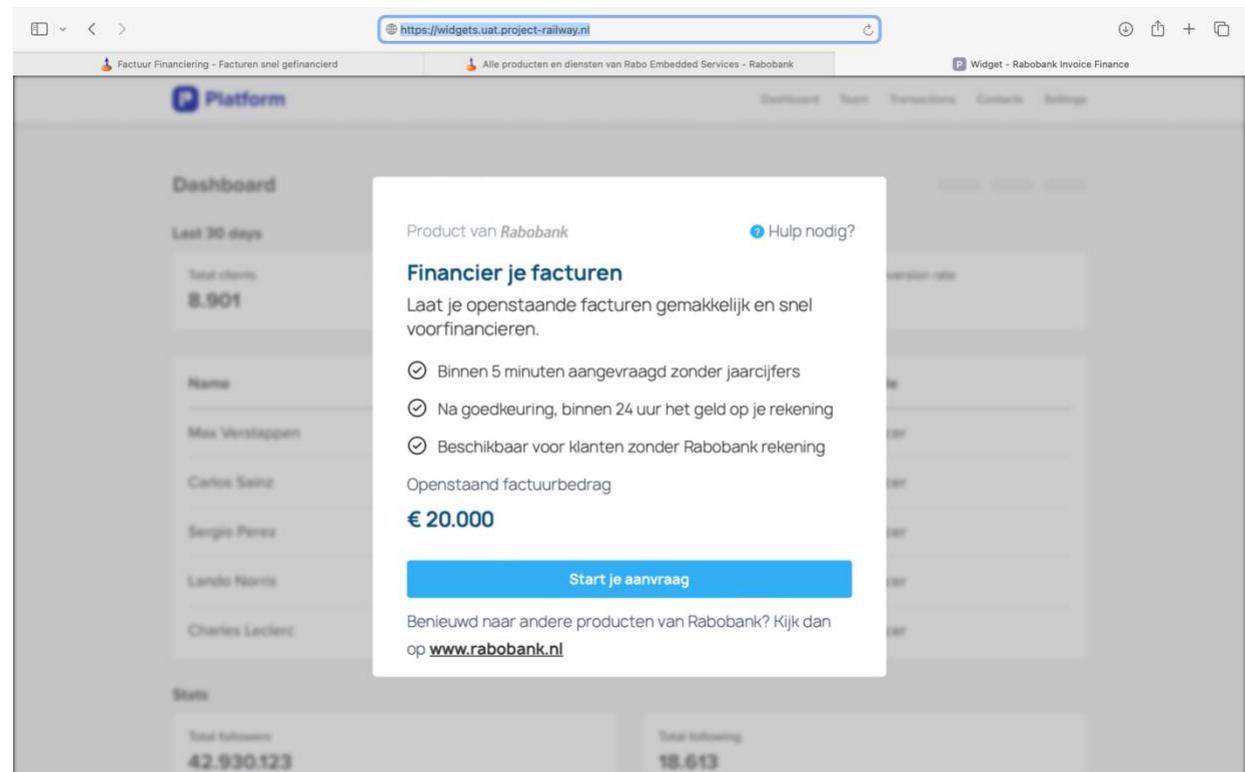 https://widgets.uat.project-railway.nl
Factuur Financiering - Facturen snel gefinancierd
Alle producten en diensten van Rabo Embedded Services - Rabobank
Widget - Rabobank Invoice Finance
Platform
Dashboard Team Transactions Contacts Settings
Dashboard
Last 30 days
Total clients
8.901
Product van Rabobank
Hulp nodig?
Financier je facturen
Laat je openstaande facturen gemakkelijk en snel
voorfinancieren.
Binnen 5 minuten aangevraagd zonder jaarcijfers
Na goedkeuring, binnen 24 uur het geld op je rekening
Beschikbaar voor klanten zonder Rabobank rekening
Openstaand factuurbedrag
€ 20.000
Start je aanvraag
Benieuwd naar andere producten van Rabobank? Kijk dan
op www.rabobank.nl
Name
Max Verstappen
Carlos Sainz
Sergio Perez
Lando Norris
Charles Leclerc
Stats
Total followers
42.930.123
Total following
18.613